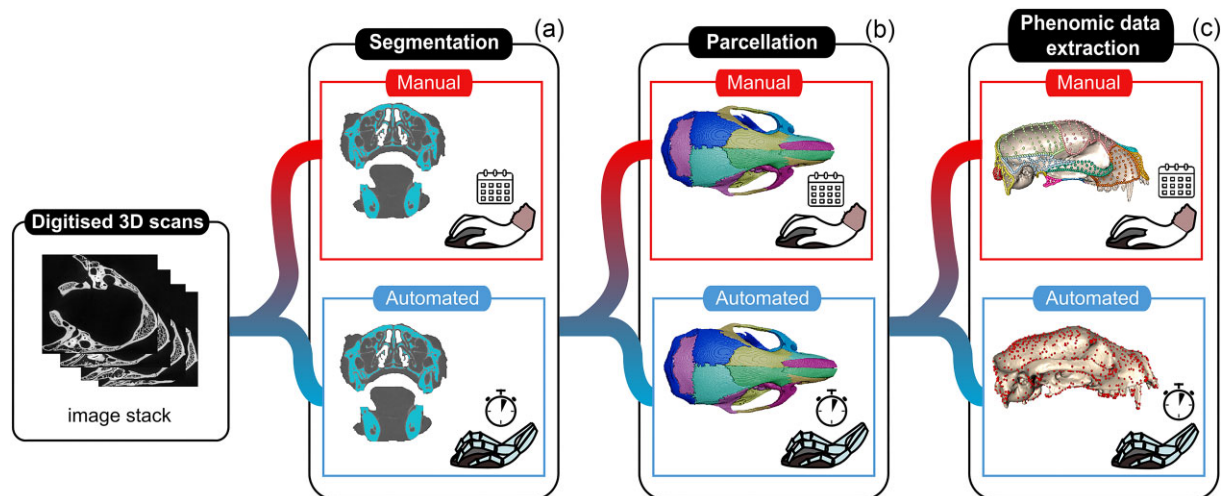 Digitised 3D scans
image stack
(a)
Segmentation
Manual
Automated
(b)
Parcellation
Manual
Automated
(c)
Phenomic data
extraction
Manual
Automated